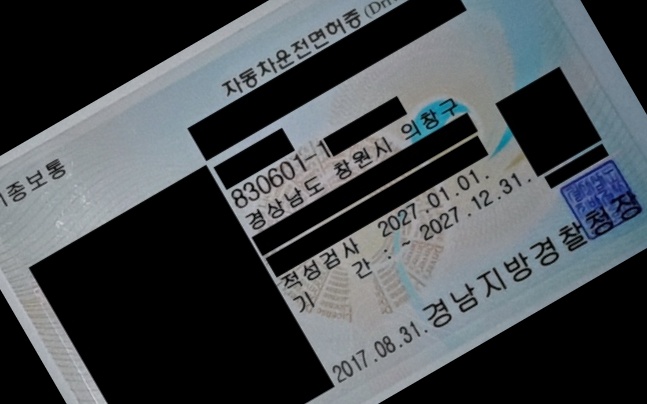 자동차운전면허증 (Dri
1종보통
830601-1
경상남도 창원시 의창구
적성검사 2027.01.01.
기 간 : ~ 2027.12.31.
2017.08.31. 경남지방경찰청장